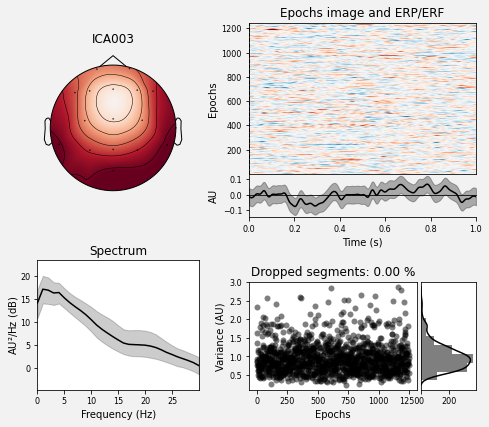 ICA003
Epochs image and ERP/ERF
1200
1000
800
600
400
200
Epochs
0.1
0.0
−0.1
AU
0.0 0.2 0.4 0.6 0.8 1.0
Time (s)
Spectrum
20
15
10
5
0
AU²/Hz (dB)
0 5 10 15 20 25
Frequency (Hz)
Dropped segments: 0.00 %
3.0
2.5
2.0
1.5
1.0
0.5
Variance (AU)
0 250 500 750 1000 1250
Epochs
0 200